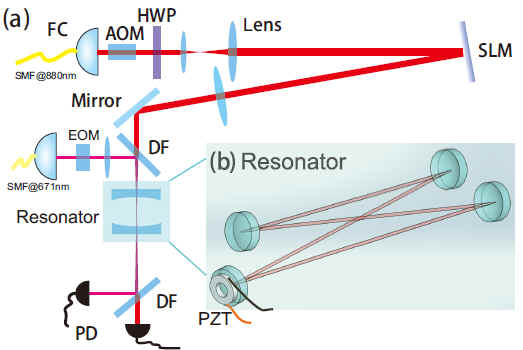 (a)
FC
AOM
HWP
Lens
SLM
SMF@880nm
Mirror
EOM
DF
SMF@671nm
(b) Resonator
Resonator
PZT
DF
PD